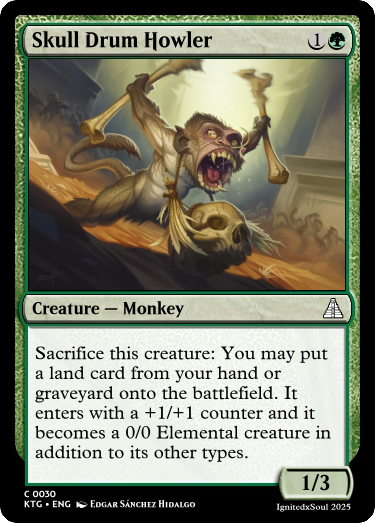 Skull Drum Howler 1
Creature — Monkey
Sacrifice this creature: You may put
a land card from your hand or
graveyard onto the battlefield. It
enters with a +1/+1 counter and it
becomes a 0/0 Elemental creature in
addition to its other types.
1/3
C 0030
KTG • ENG Edgar Sánchez Hidalgo
IgnitedxSoul 2025